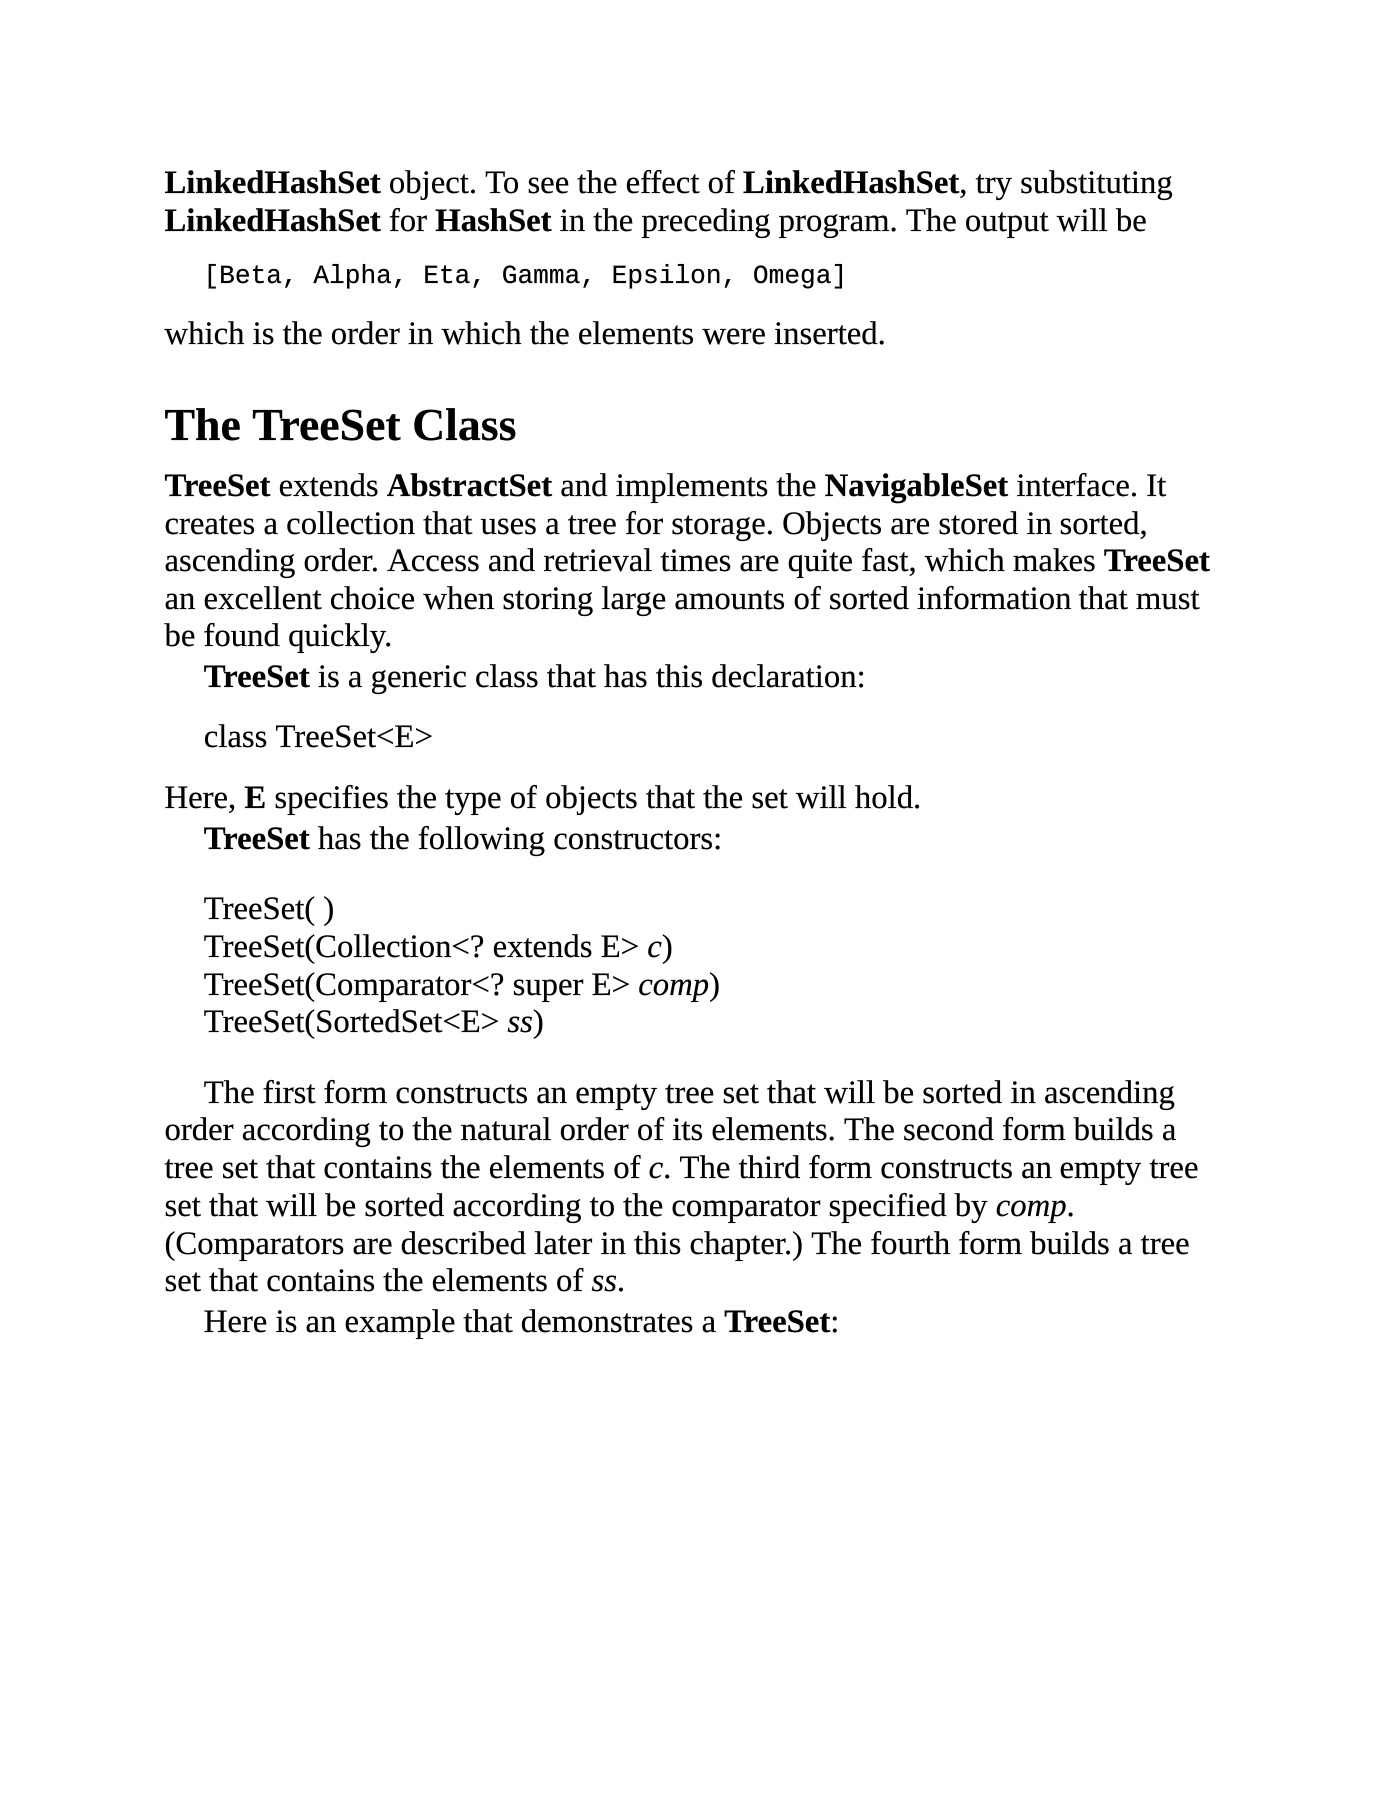 LinkedHashSet object. To see the effect of LinkedHashSet, try substituting
LinkedHashSet for HashSet in the preceding program. The output will be
[Beta, Alpha, Eta, Gamma, Epsilon, Omega]
which is the order in which the elements were inserted.
The TreeSet Class
TreeSet extends AbstractSet and implements the NavigableSet interface. It
creates a collection that uses a tree for storage. Objects are stored in sorted,
ascending order. Access and retrieval times are quite fast, which makes TreeSet
an excellent choice when storing large amounts of sorted information that must
be found quickly.
TreeSet is a generic class that has this declaration:
class TreeSet<E>
Here, E specifies the type of objects that the set will hold.
TreeSet has the following constructors:
TreeSet( )
TreeSet(Collection<? extends E> c)
TreeSet(Comparator<? super E> comp)
TreeSet(SortedSet<E> ss)
The first form constructs an empty tree set that will be sorted in ascending
order according to the natural order of its elements. The second form builds a
tree set that contains the elements of c. The third form constructs an empty tree
set that will be sorted according to the comparator specified by comp.
(Comparators are described later in this chapter.) The fourth form builds a tree
set that contains the elements of ss.
Here is an example that demonstrates a TreeSet: